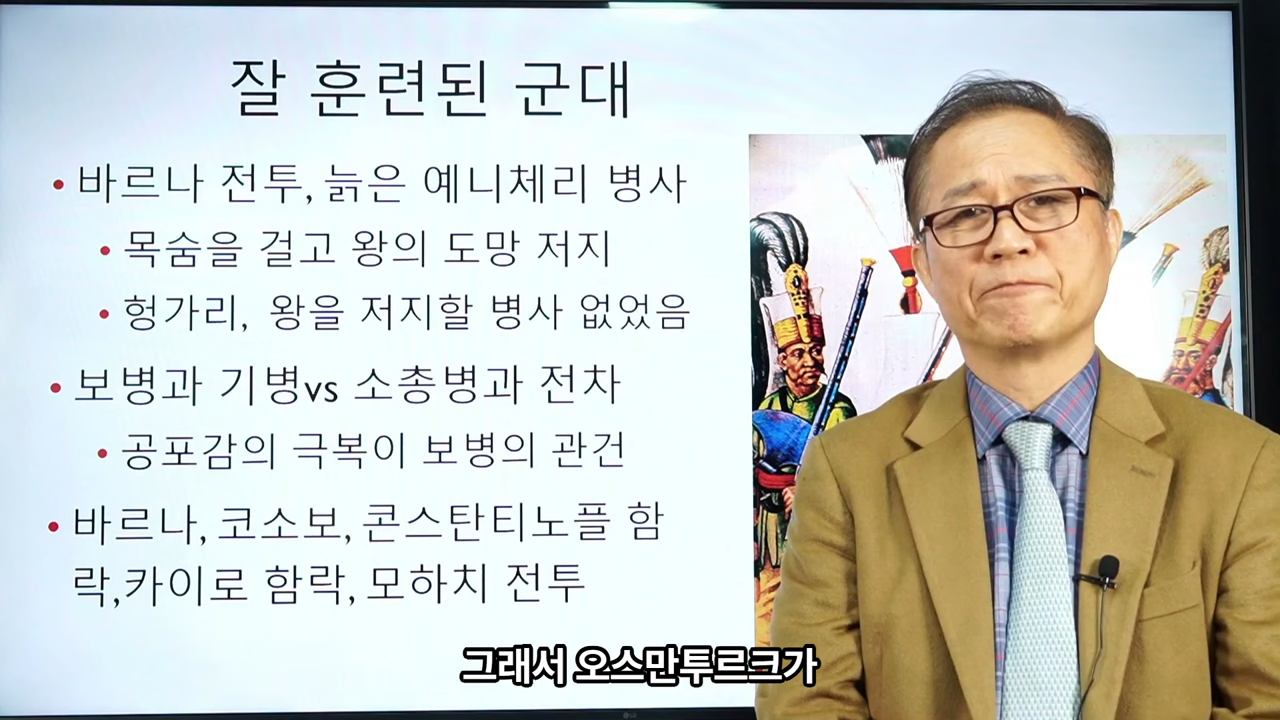 잘 훈련된 군대
• 바르나 전투, 늙은 예니체리 병사
• 목숨을 걸고 왕의 도망 저지
• 헝가리, 왕을 저지할 병사 없었음
• 보병과 기병vs 소총병과 전차
• 공포감의 극복이 보병의 관건
• 바르나, 코소보, 콘스탄티노플 함
락,카이로 함락, 모하치 전투
그래서 오스만투르크가
LG